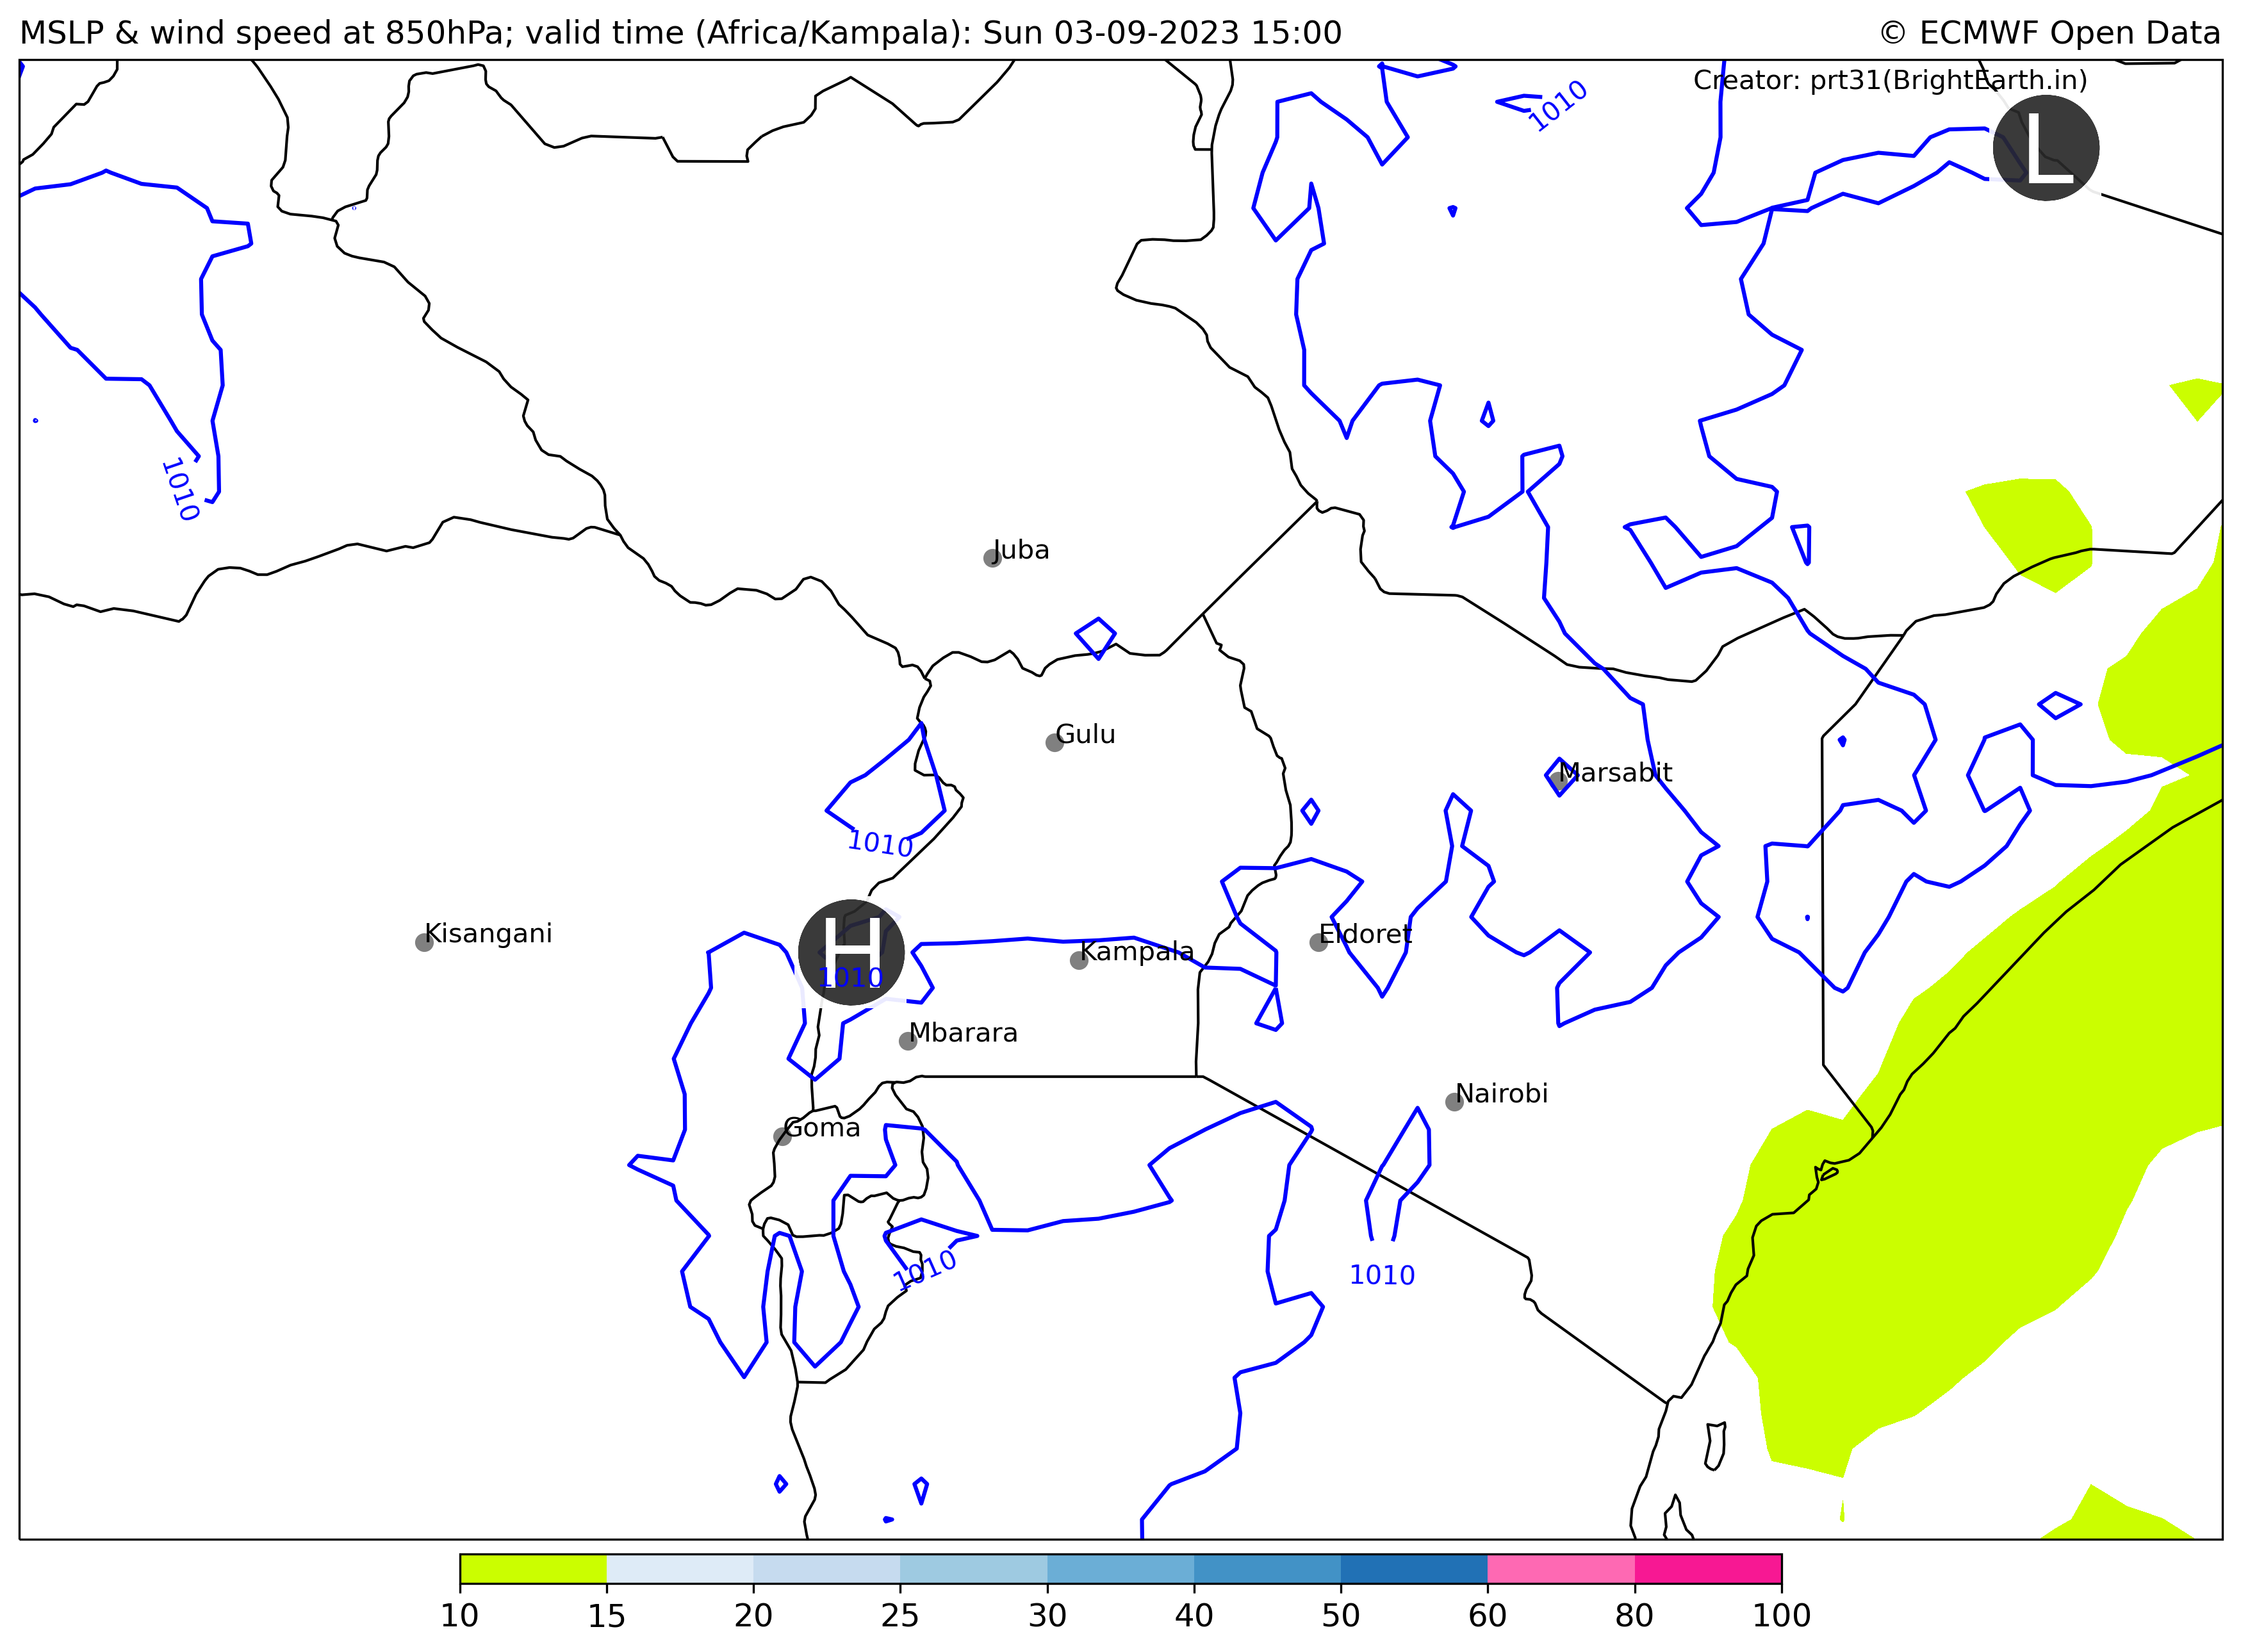 MSLP & wind speed at 850hPa; valid time (Africa/Kampala): Sun 03-09-2023 15:00
© ECMWF Open Data
Creator: prt31(BrightEarth.in)
1010
L
1010
Juba
Gulu
Marsabit
1010
Kisangani
H
Eldoret
Kampala
1010
Mbarara
Nairobi
Goma
1010
1010
10 15 20 25 30 40 50 60 80 100